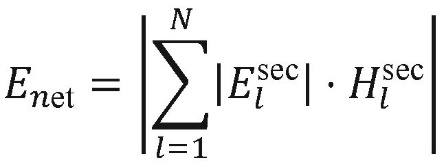 E_net = |∑_{l=1}^{N} |E_l^sec| · H_l^sec|